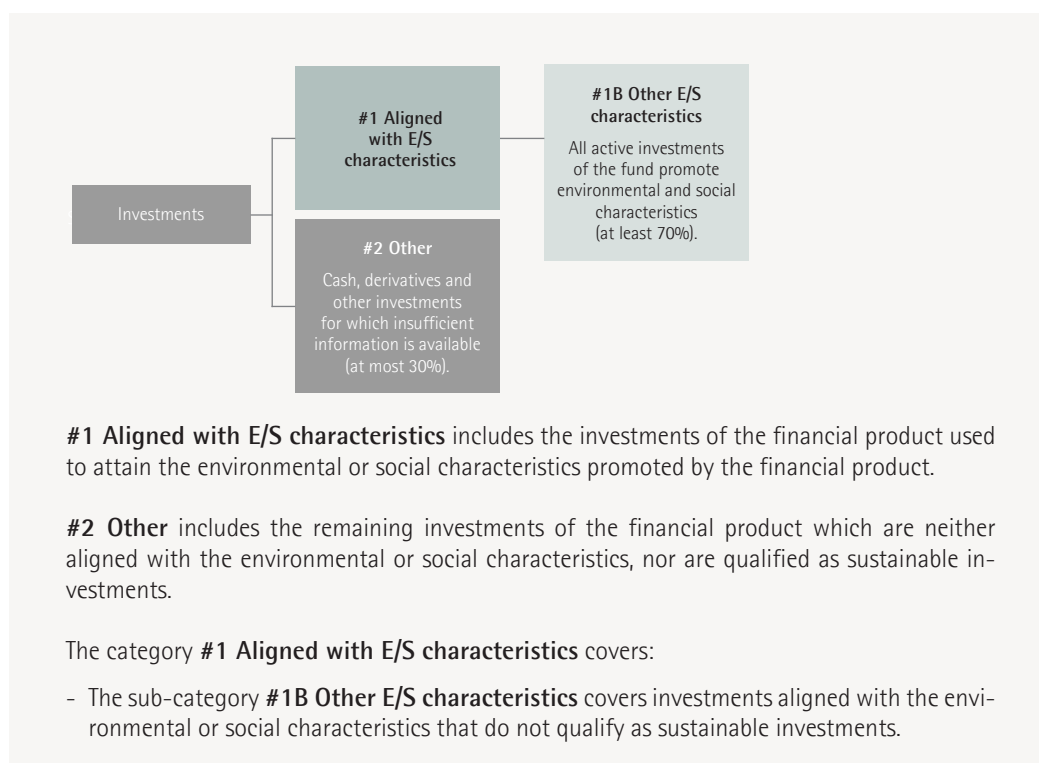 #1 Aligned
with E/S
characteristics
#1B Other E/S
characteristics
All active investments
of the fund promote
environmental and social
characteristics
(at least 70%).
Investments
#2 Other
Cash, derivatives and
other investments
for which insufficient
information is available
(at most 30%).
#1 Aligned with E/S characteristics includes the investments of the financial product used
to attain the environmental or social characteristics promoted by the financial product.
#2 Other includes the remaining investments of the financial product which are neither
aligned with the environmental or social characteristics, nor are qualified as sustainable in-
vestments.
The category #1 Aligned with E/S characteristics covers:
- The sub-category #1B Other E/S characteristics covers investments aligned with the envi-
ronmental or social characteristics that do not qualify as sustainable investments.